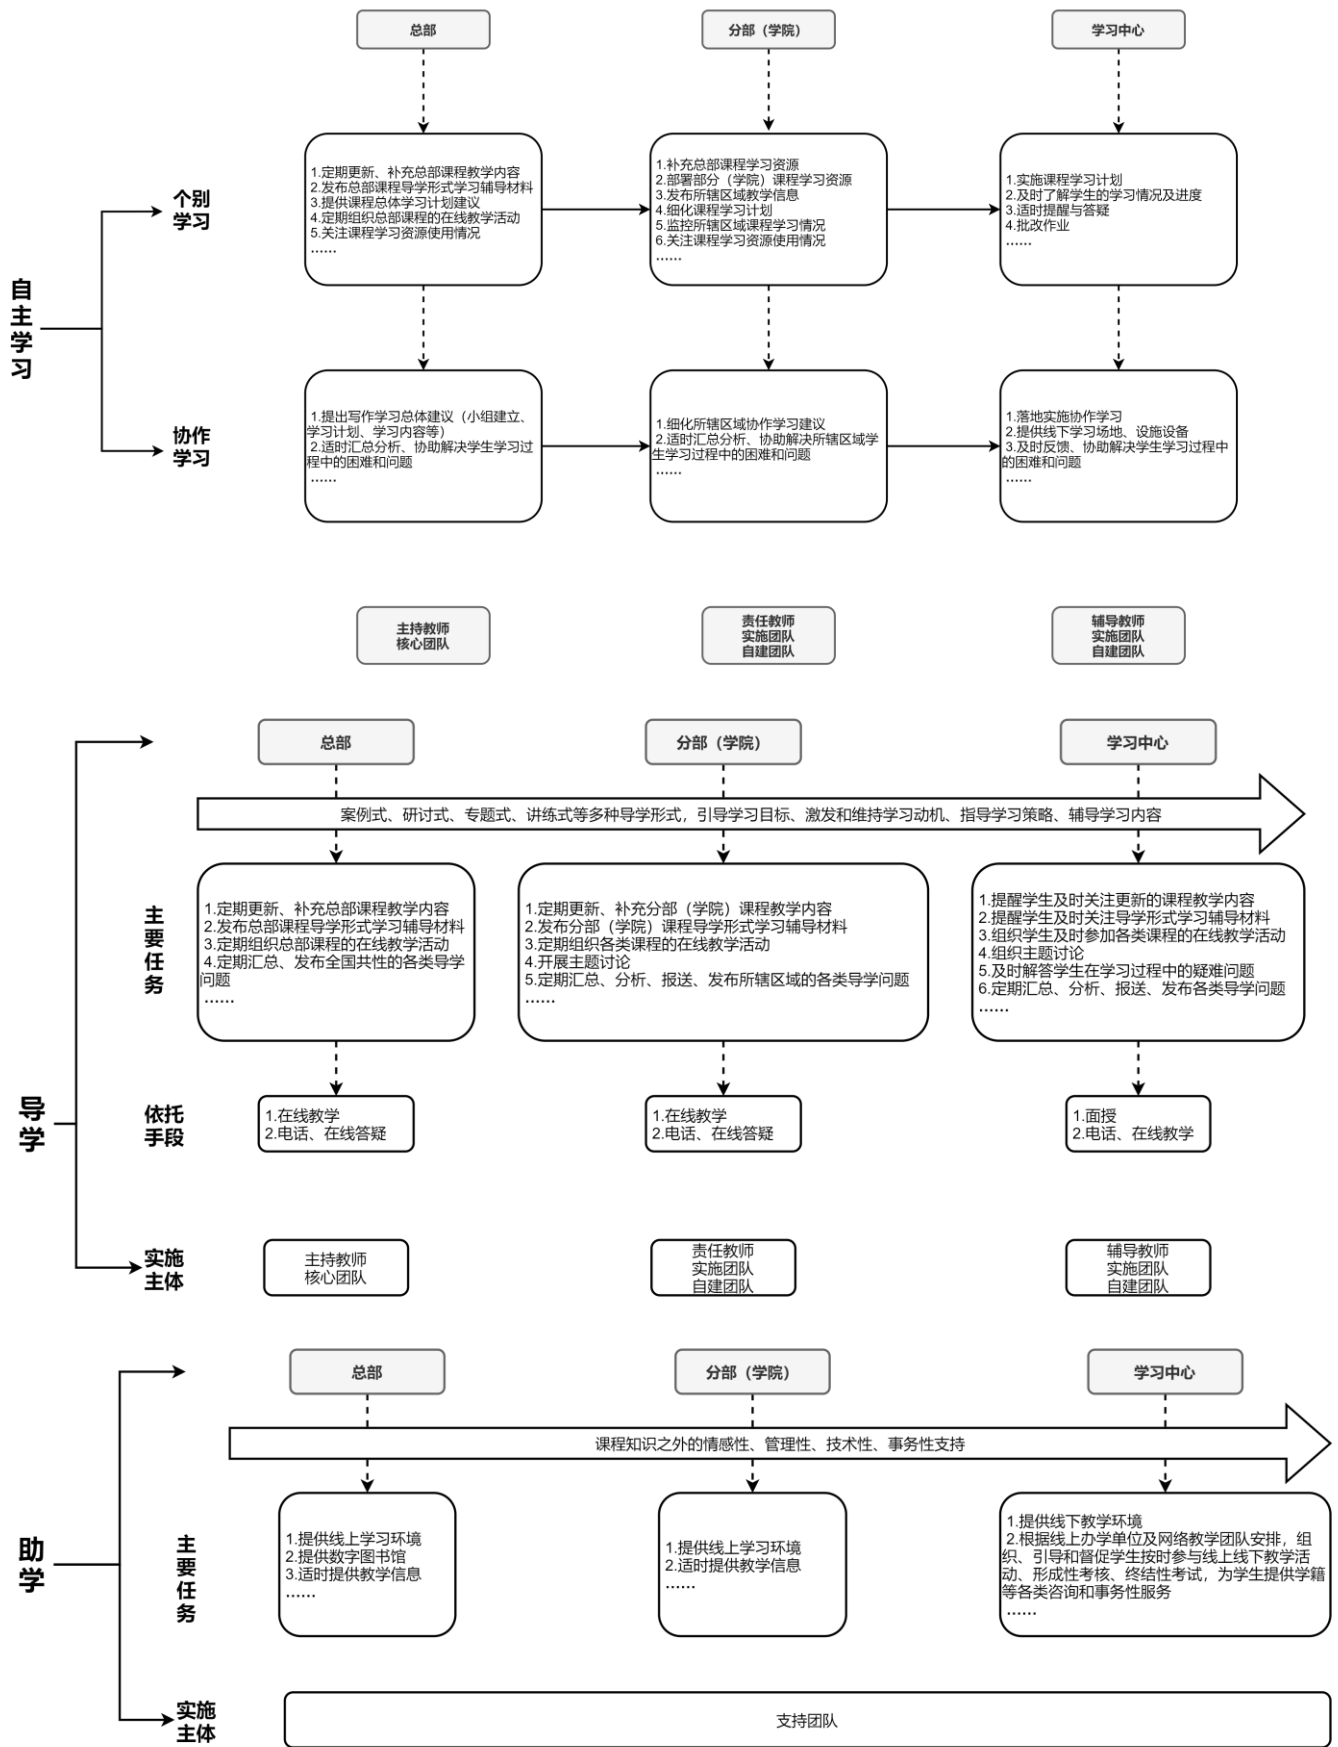 总部
分部（学院）
学习中心
自主学习
个别
学习
1.定期更新、补充总部课程教学内容
2.发布总部课程导学形式学习辅导材料
3.提供课程总体学习计划建议
4.定期组织总部课程的在线教学活动
5.关注课程学习资源使用情况
……
1.补充总部课程学习资源
2.部署部分（学院）课程学习资源
3.发布所辖区域教学信息
4.细化课程学习计划
5.监控所辖区域课程学习情况
6.关注课程学习资源使用情况
……
1.实施课程学习计划
2.及时了解学生的学习情况及进度
3.适时提醒与答疑
4.批改作业
……
协作
学习
1.提出写作学习总体建议（小组建立、
学习计划、学习内容等）
2.适时汇总分析、协助解决学生学习过
程中的困难和问题
……
1.细化所辖区域协作学习建议
2.适时汇总分析、协助解决所辖区域学
生学习过程中的困难和问题
……
1.落地实施协作学习
2.提供线下学习场地、设施设备
3.及时反馈、协助解决学生学习过程中
的困难和问题
……
主持教师
核心团队
责任教师
实施团队
自建团队
辅导教师
实施团队
自建团队
导学
总部
分部（学院）
学习中心
案例式、研讨式、专题式、讲练式等多种导学形式，引导学习目标、激发和维持学习动机、指导学习策略、辅导学习内容
主要任务
1.定期更新、补充总部课程教学内容
2.发布总部课程导学形式学习辅导材料
3.定期组织总部课程的在线教学活动
4.定期汇总、发布全国共性的各类导学
问题
……
1.定期更新、补充分部（学院）课程教学内容
2.发布分部（学院）课程导学形式学习辅导材料
3.定期组织各类课程的在线教学活动
4.开展主题讨论
5.定期汇总、分析、报送、发布所辖区域的各类导学问题
……
1.提醒学生及时关注更新的课程教学内容
2.提醒学生及时关注导学形式学习辅导材料
3.组织学生及时参加各类课程的在线教学活动
4.组织主题讨论
5.及时解答学生在学习过程中的疑难问题
6.定期汇总、分析、报送、发布各类导学问题
……
依托
手段
1.在线教学
2.电话、在线答疑
1.在线教学
2.电话、在线答疑
1.面授
2.电话、在线教学
实施
主体
主持教师
核心团队
责任教师
实施团队
自建团队
辅导教师
实施团队
自建团队
助学
总部
分部（学院）
学习中心
课程知识之外的情感性、管理性、技术性、事务性支持
主要任务
1.提供线上学习环境
2.提供数字图书馆
3.适时提供教学信息
……
1.提供线上学习环境
2.适时提供教学信息
……
1.提供线下教学环境
2.根据线上办学单位及网络教学团队安排，组
织、引导和督促学生按时参与线上线下教学活
动、形成性考核、终结性考试，为学生提供学籍
等各类咨询和事务性服务
……
实施
主体
支持团队